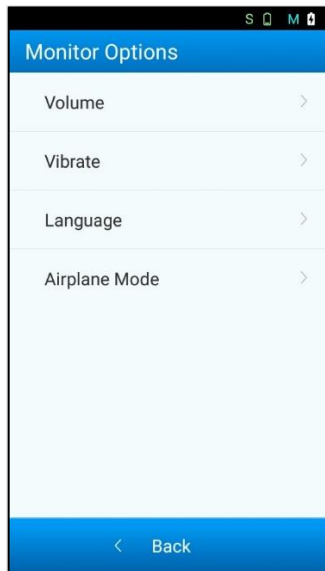 S M
Monitor Options
Volume
Vibrate
Language
Airplane Mode
Back